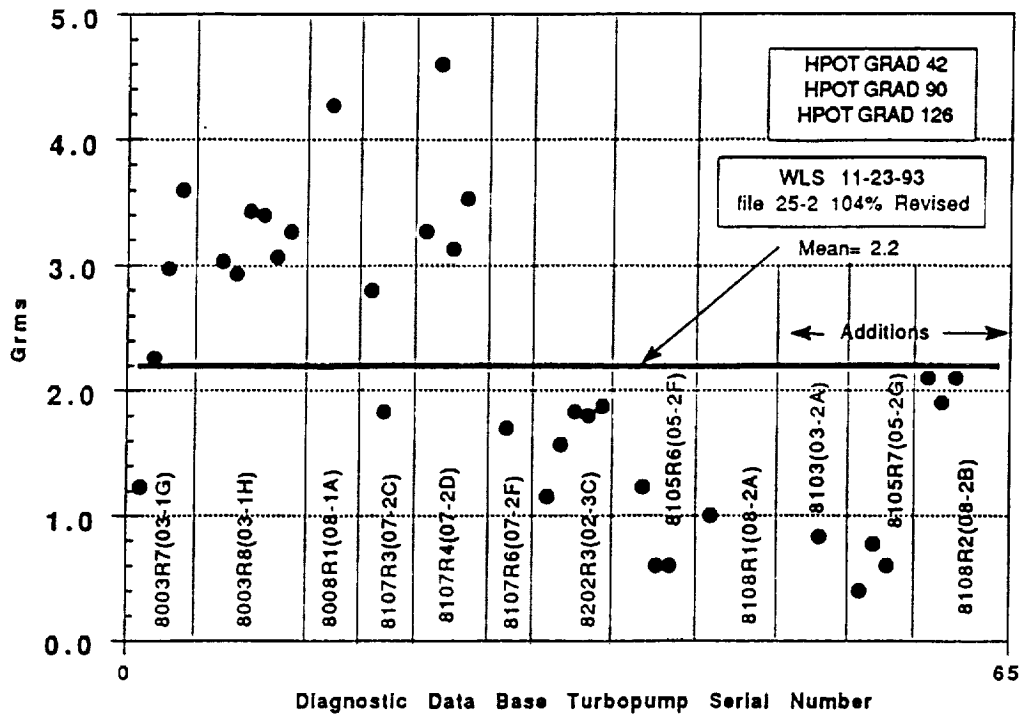 5.0
4.0
3.0
2.0
1.0
0.0
Grms
HPOT GRAD 42
HPOT GRAD 90
HPOT GRAD 126
WLS 11-23-93
file 25-2 104% Revised
Mean= 2.2
Additions
8003R7(03-1G)
8003R8(03-1H)
8008R1(08-1A)
8107R3(07-2C)
8107R4(07-2D)
8107R6(07-2F)
8202R3(02-3C)
8105R6(05-2F)
8108R1(08-2A)
8103(03-2A)
8105R7(05-2G)
8108R2(08-2B)
0
65
Diagnostic Data Base Turbopump Serial Number